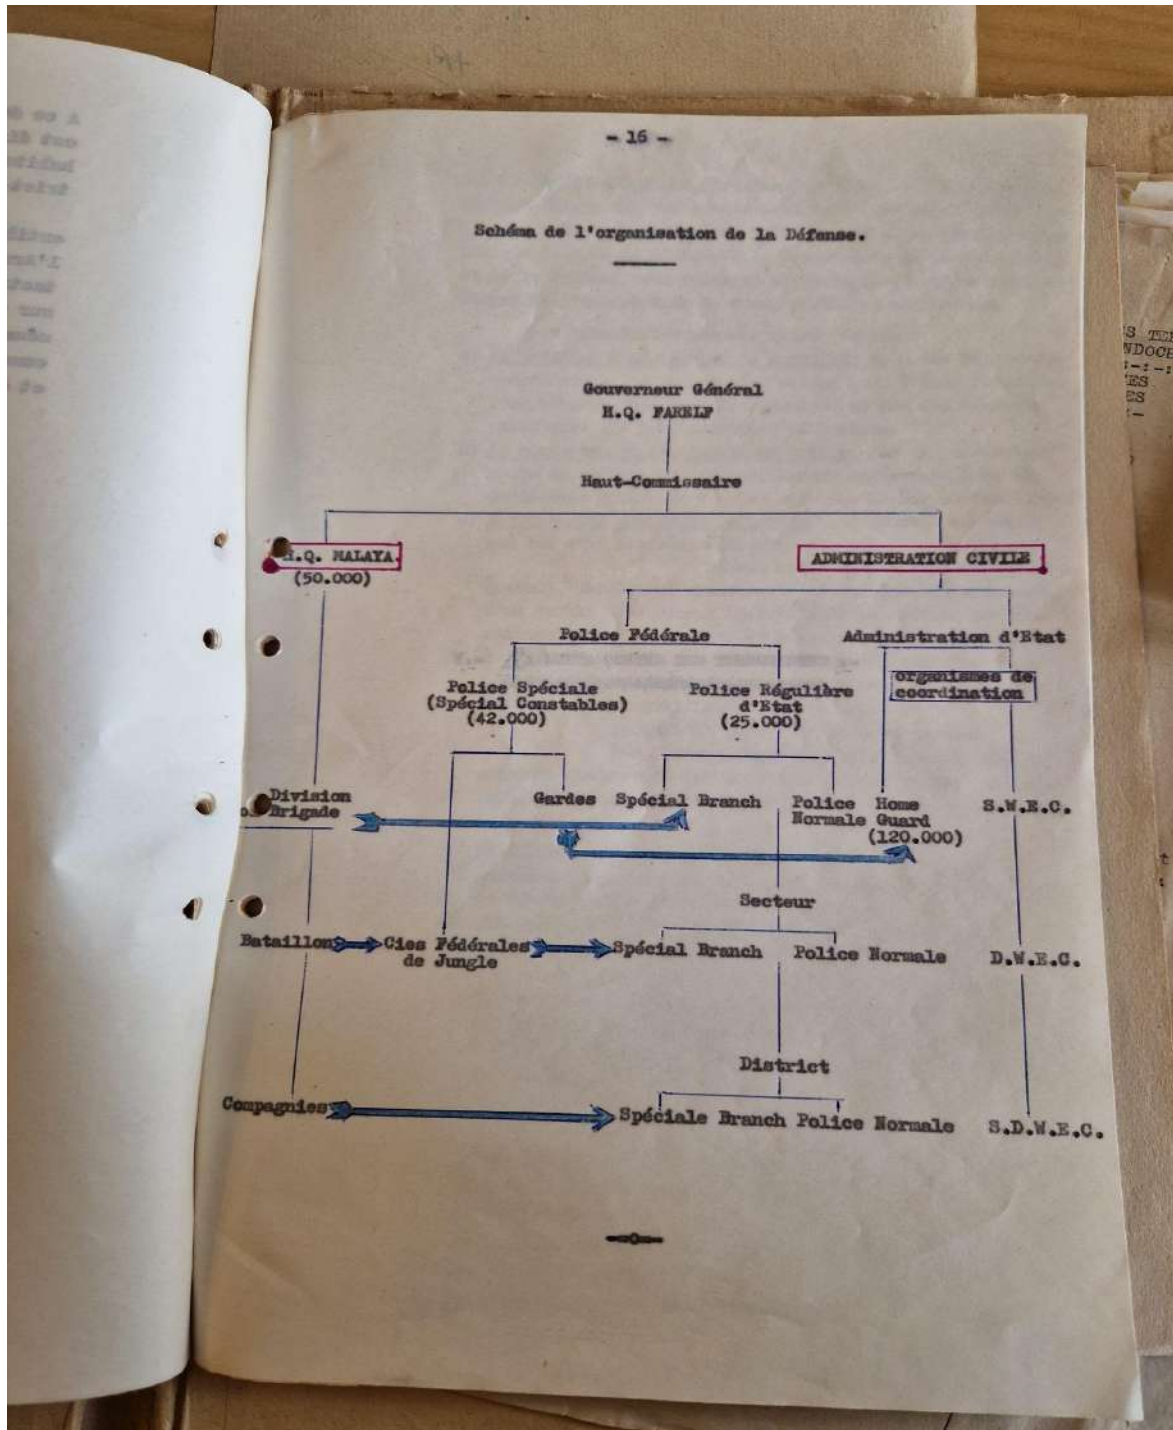 - 16 -
Schéma de l'organisation de la Défense.
Gouverneur Général
H.Q. FARELF
Haut-Commissaire
H.Q. MALAYA.
(50.000)
ADMINISTRATION CIVILE
Police Fédérale
Administration d'Etat
Police Spéciale
(Spécial Constables)
(42.000)
Police Régulière
d'Etat
(25.000)
organismes de
coordination
Division
Brigade
Gardes
Spécial Branch
Police
Normale
Home
Guard
(120.000)
S.W.E.C.
Secteur
Bataillon
Cies Fédérales
de Jungle
Spécial Branch
Police Normale
D.W.E.C.
District
Compagnies
Spéciale Branch
Police Normale
S.D.W.E.C.